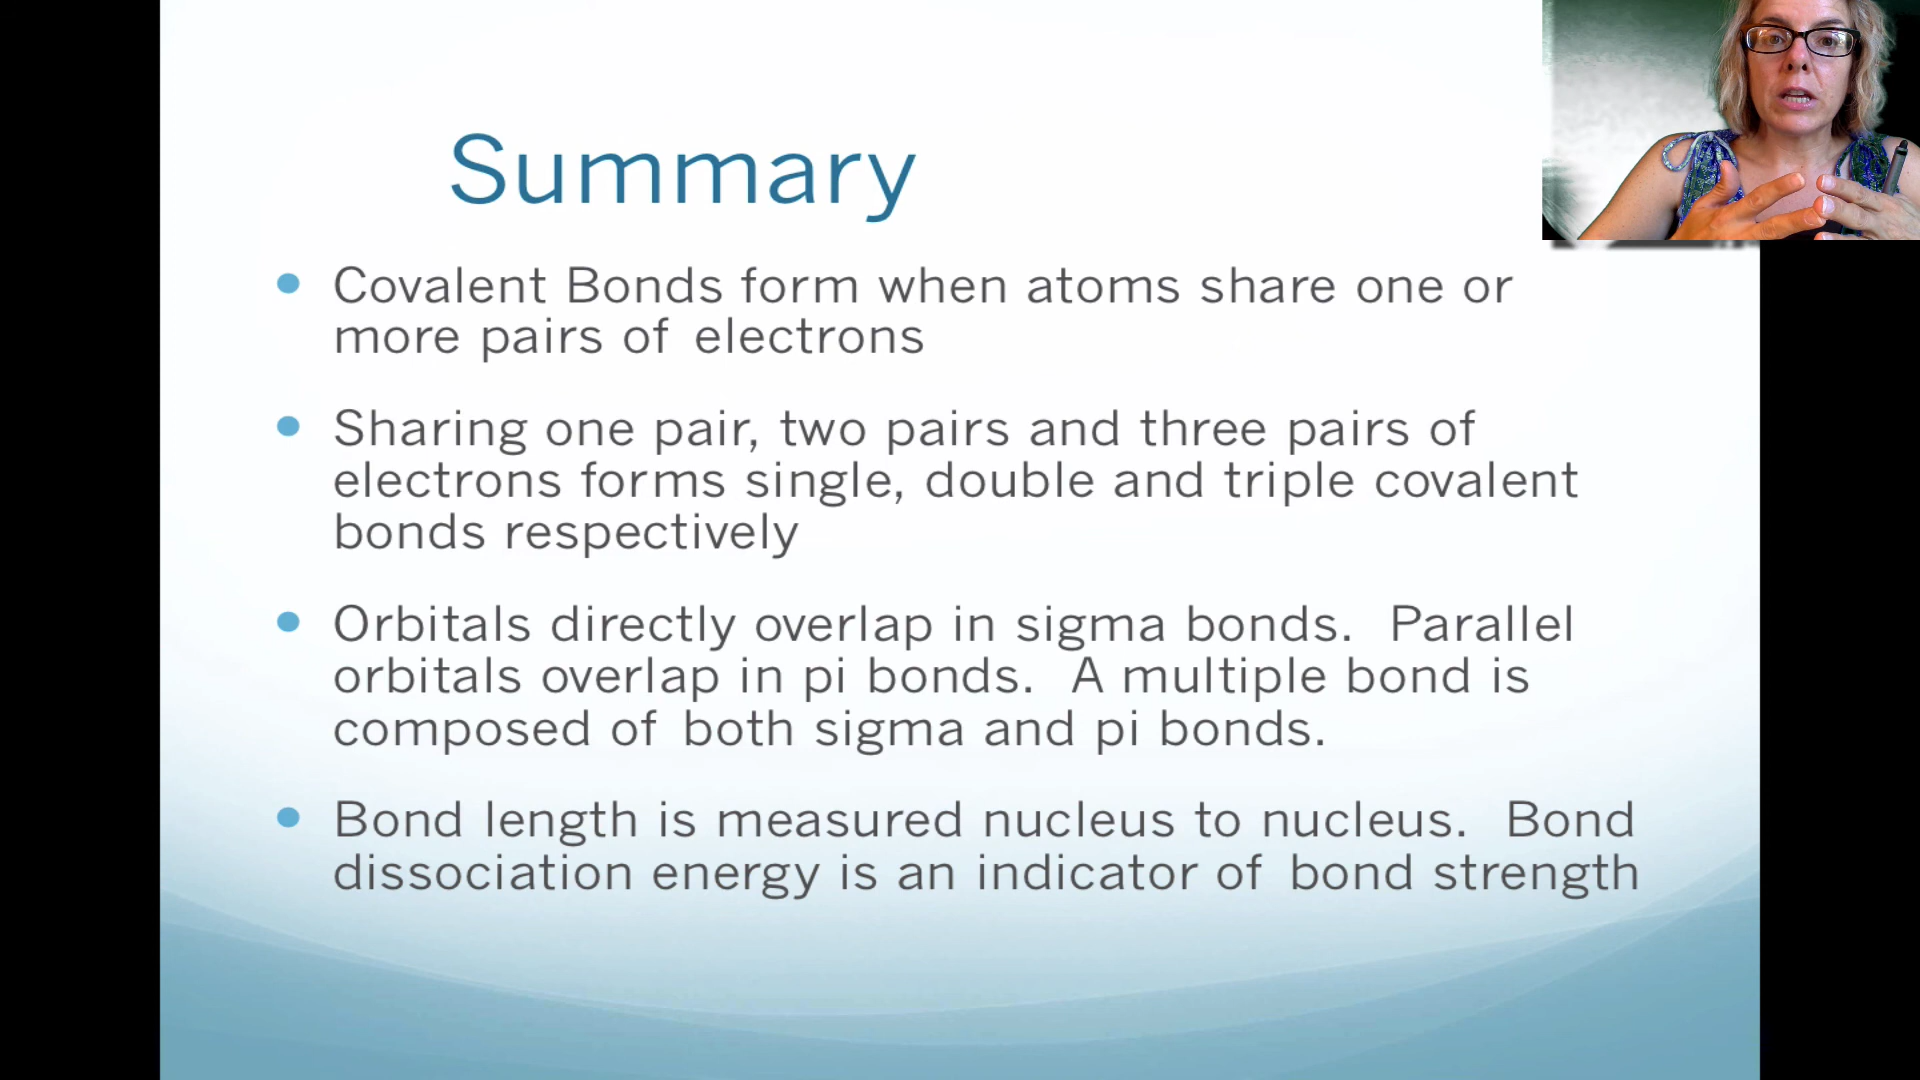 Summary
Covalent Bonds form when atoms share one or
more pairs of electrons
Sharing one pair, two pairs and three pairs of
electrons forms single, double and triple covalent
bonds respectively
Orbitals directly overlap in sigma bonds. Parallel
orbitals overlap in pi bonds. A multiple bond is
composed of both sigma and pi bonds.
Bond length is measured nucleus to nucleus. Bond
dissociation energy is an indicator of bond strength